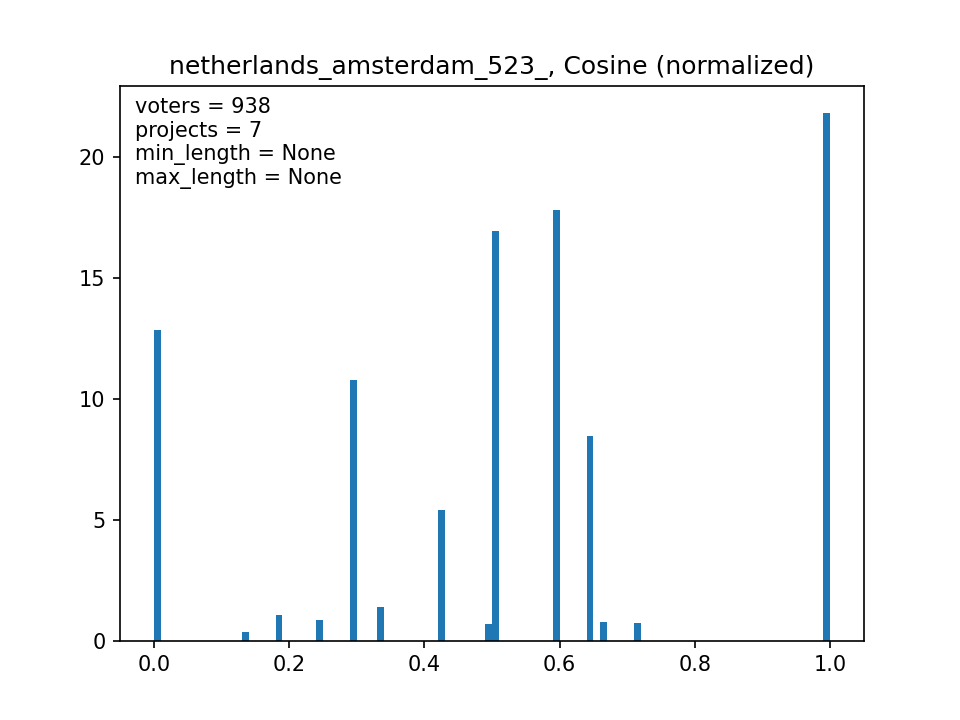 netherlands_amsterdam_523_, Cosine (normalized)
voters = 938
projects = 7
min_length = None
max_length = None
20
15
10
5
0
0.0 0.2 0.4 0.6 0.8 1.0